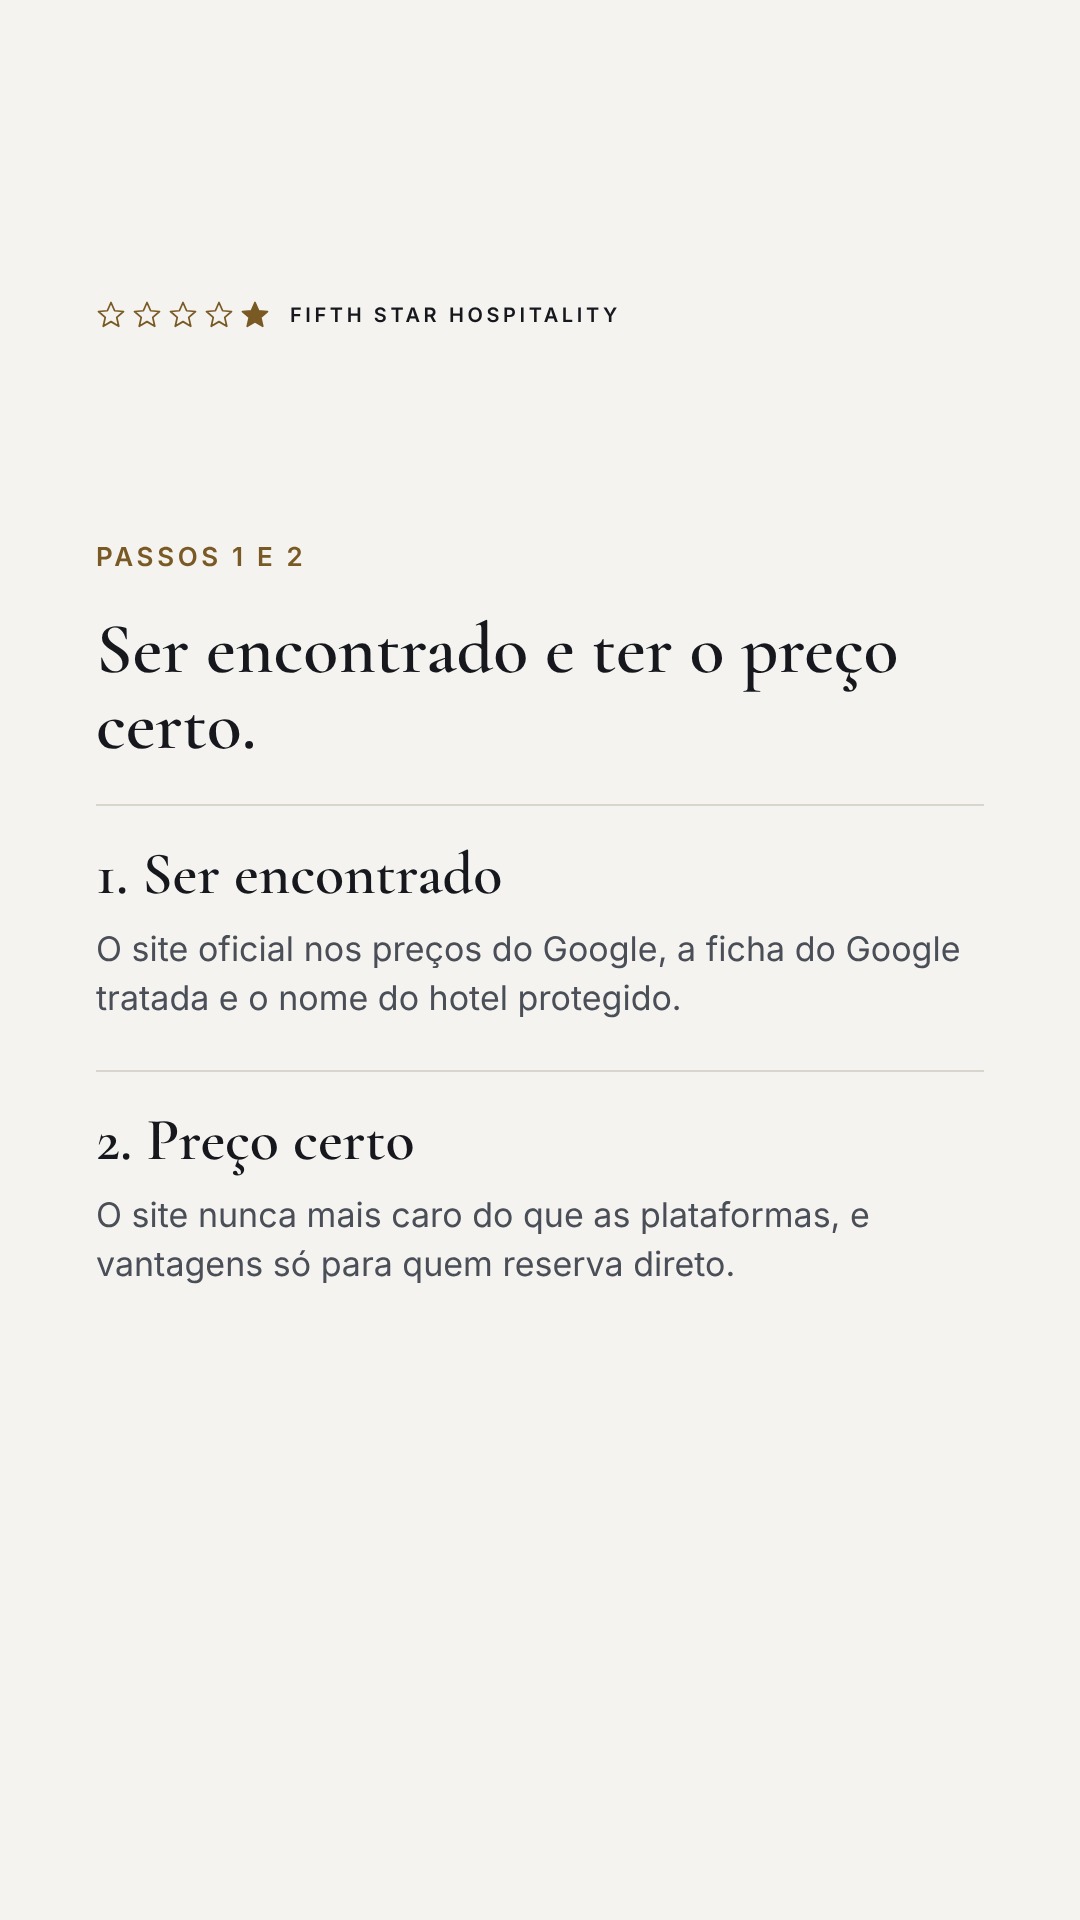 FIFTH STAR HOSPITALITY
PASSOS 1 E 2
Ser encontrado e ter o preço
certo.
1. Ser encontrado
O site oficial nos preços do Google, a ficha do Google
tratada e o nome do hotel protegido.
2. Preço certo
O site nunca mais caro do que as plataformas, e
vantagens só para quem reserva direto.